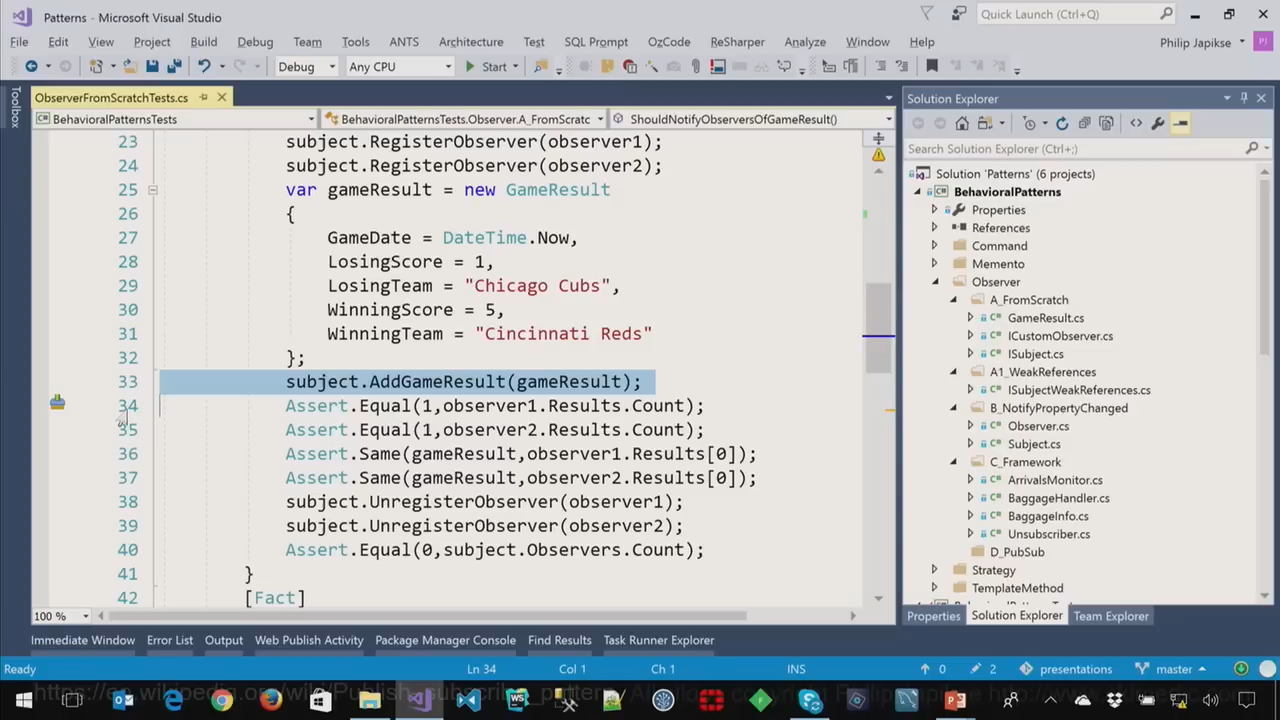 Patterns - Microsoft Visual Studio
Quick Launch (Ctrl+Q)
File Edit View Project Build Debug Team Tools ANTS Architecture Test SQL Prompt OzCode ReSharper Analyze Window Help
Philip Japikse PJ
Debug Any CPU Start
Toolbox
ObserverFromScratchTests.cs
BehavioralPatternsTests BehavioralPatternsTests.Observer.A_FromScratc ShouldNotifyObserversOfGameResult()
23 subject.RegisterObserver(observer1);
24 subject.RegisterObserver(observer2);
25 var gameResult = new GameResult
26 {
27 GameDate = DateTime.Now,
28 LosingScore = 1,
29 LosingTeam = "Chicago Cubs",
30 WinningScore = 5,
31 WinningTeam = "Cincinnati Reds"
32 };
33 subject.AddGameResult(gameResult);
34 Assert.Equal(1,observer1.Results.Count);
35 Assert.Equal(1,observer2.Results.Count);
36 Assert.Same(gameResult,observer1.Results[0]);
37 Assert.Same(gameResult,observer2.Results[0]);
38 subject.UnregisterObserver(observer1);
39 subject.UnregisterObserver(observer2);
40 Assert.Equal(0,subject.Observers.Count);
41 }
42 [Fact]
100 %
Solution Explorer
Search Solution Explorer (Ctrl+;)
Solution 'Patterns' (6 projects)
BehavioralPatterns
Properties
References
Command
Memento
Observer
A_FromScratch
GameResult.cs
ICustomObserver.cs
ISubject.cs
A1_WeakReferences
ISubjectWeakReferences.cs
B_NotifyPropertyChanged
Observer.cs
Subject.cs
C_Framework
ArrivalsMonitor.cs
BaggageHandler.cs
BaggageInfo.cs
Unsubscriber.cs
D_PubSub
Strategy
TemplateMethod
Properties Solution Explorer Team Explorer
Immediate Window Error List Output Web Publish Activity Package Manager Console Find Results Task Runner Explorer
Ready Ln 34 Col 1 Ch 1 INS 0 2 presentations master